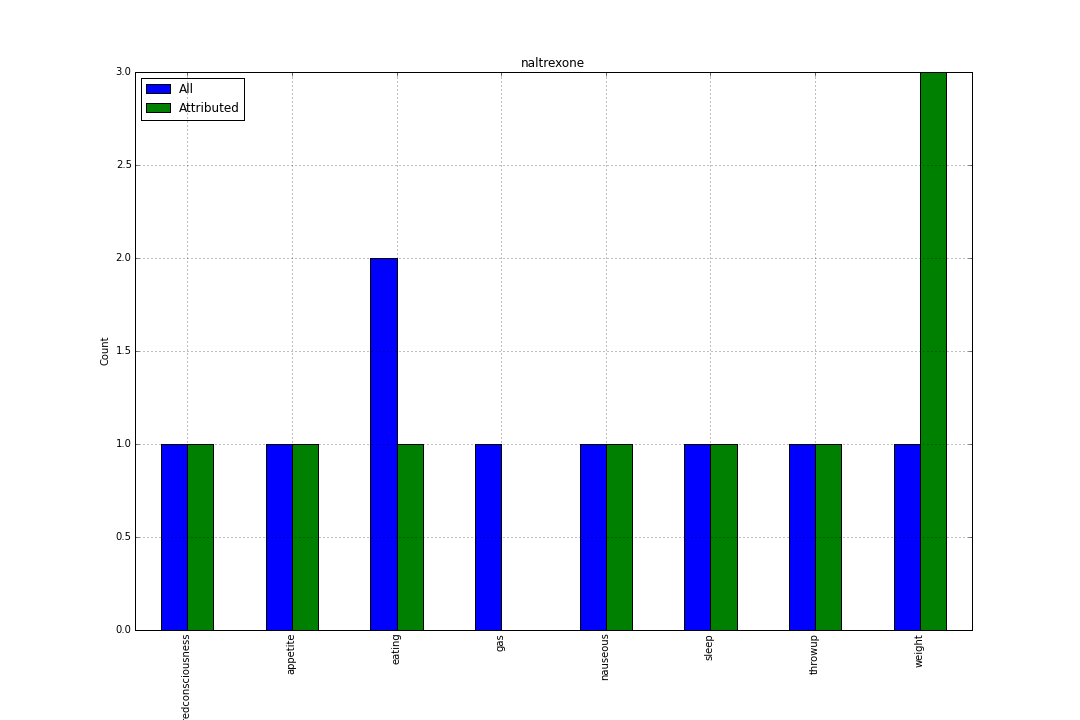 naltrexone
All
Attributed
3.0
2.5
2.0
1.5
1.0
0.5
0.0
Count
redconsciousness
appetite
eating
gas
nauseous
sleep
throwup
weight